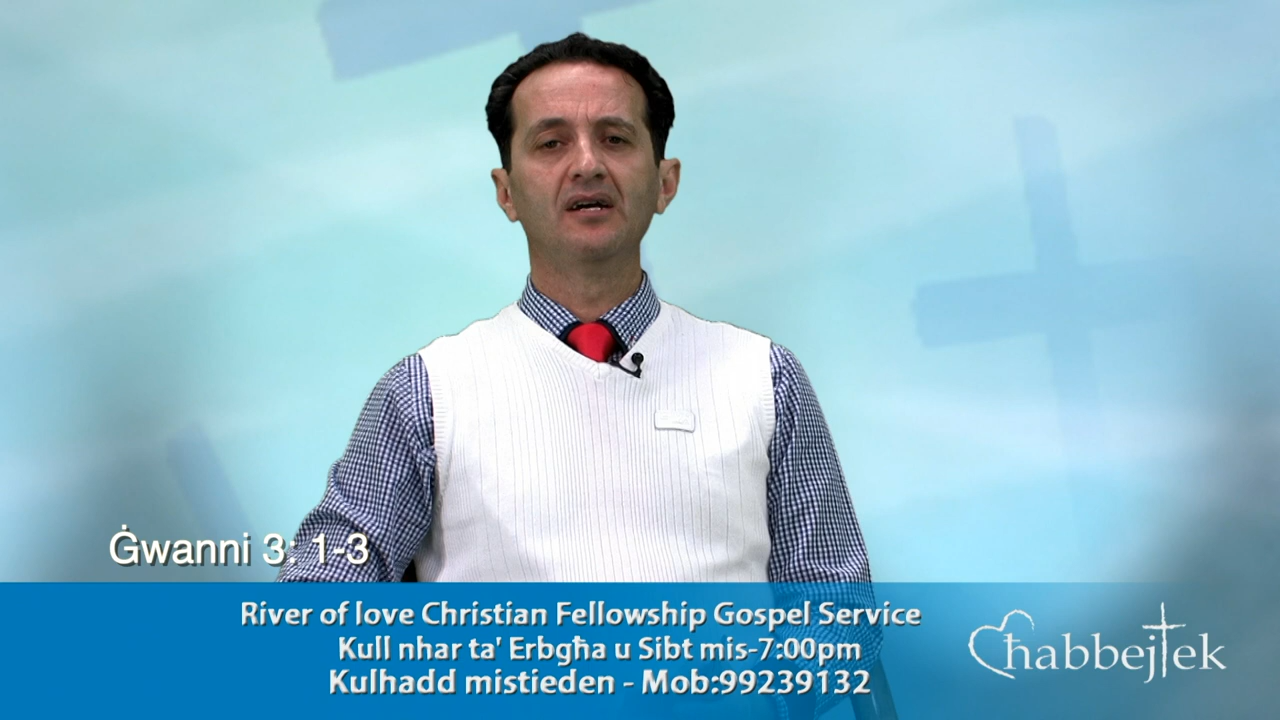 Ġwanni 3: 1-3
River of love Christian Fellowship Gospel Service
Kull nhar ta' Erbgħa u Sibt mis-7:00pm
Kulhadd mistieden - Mob:99239132
ħabbejtek